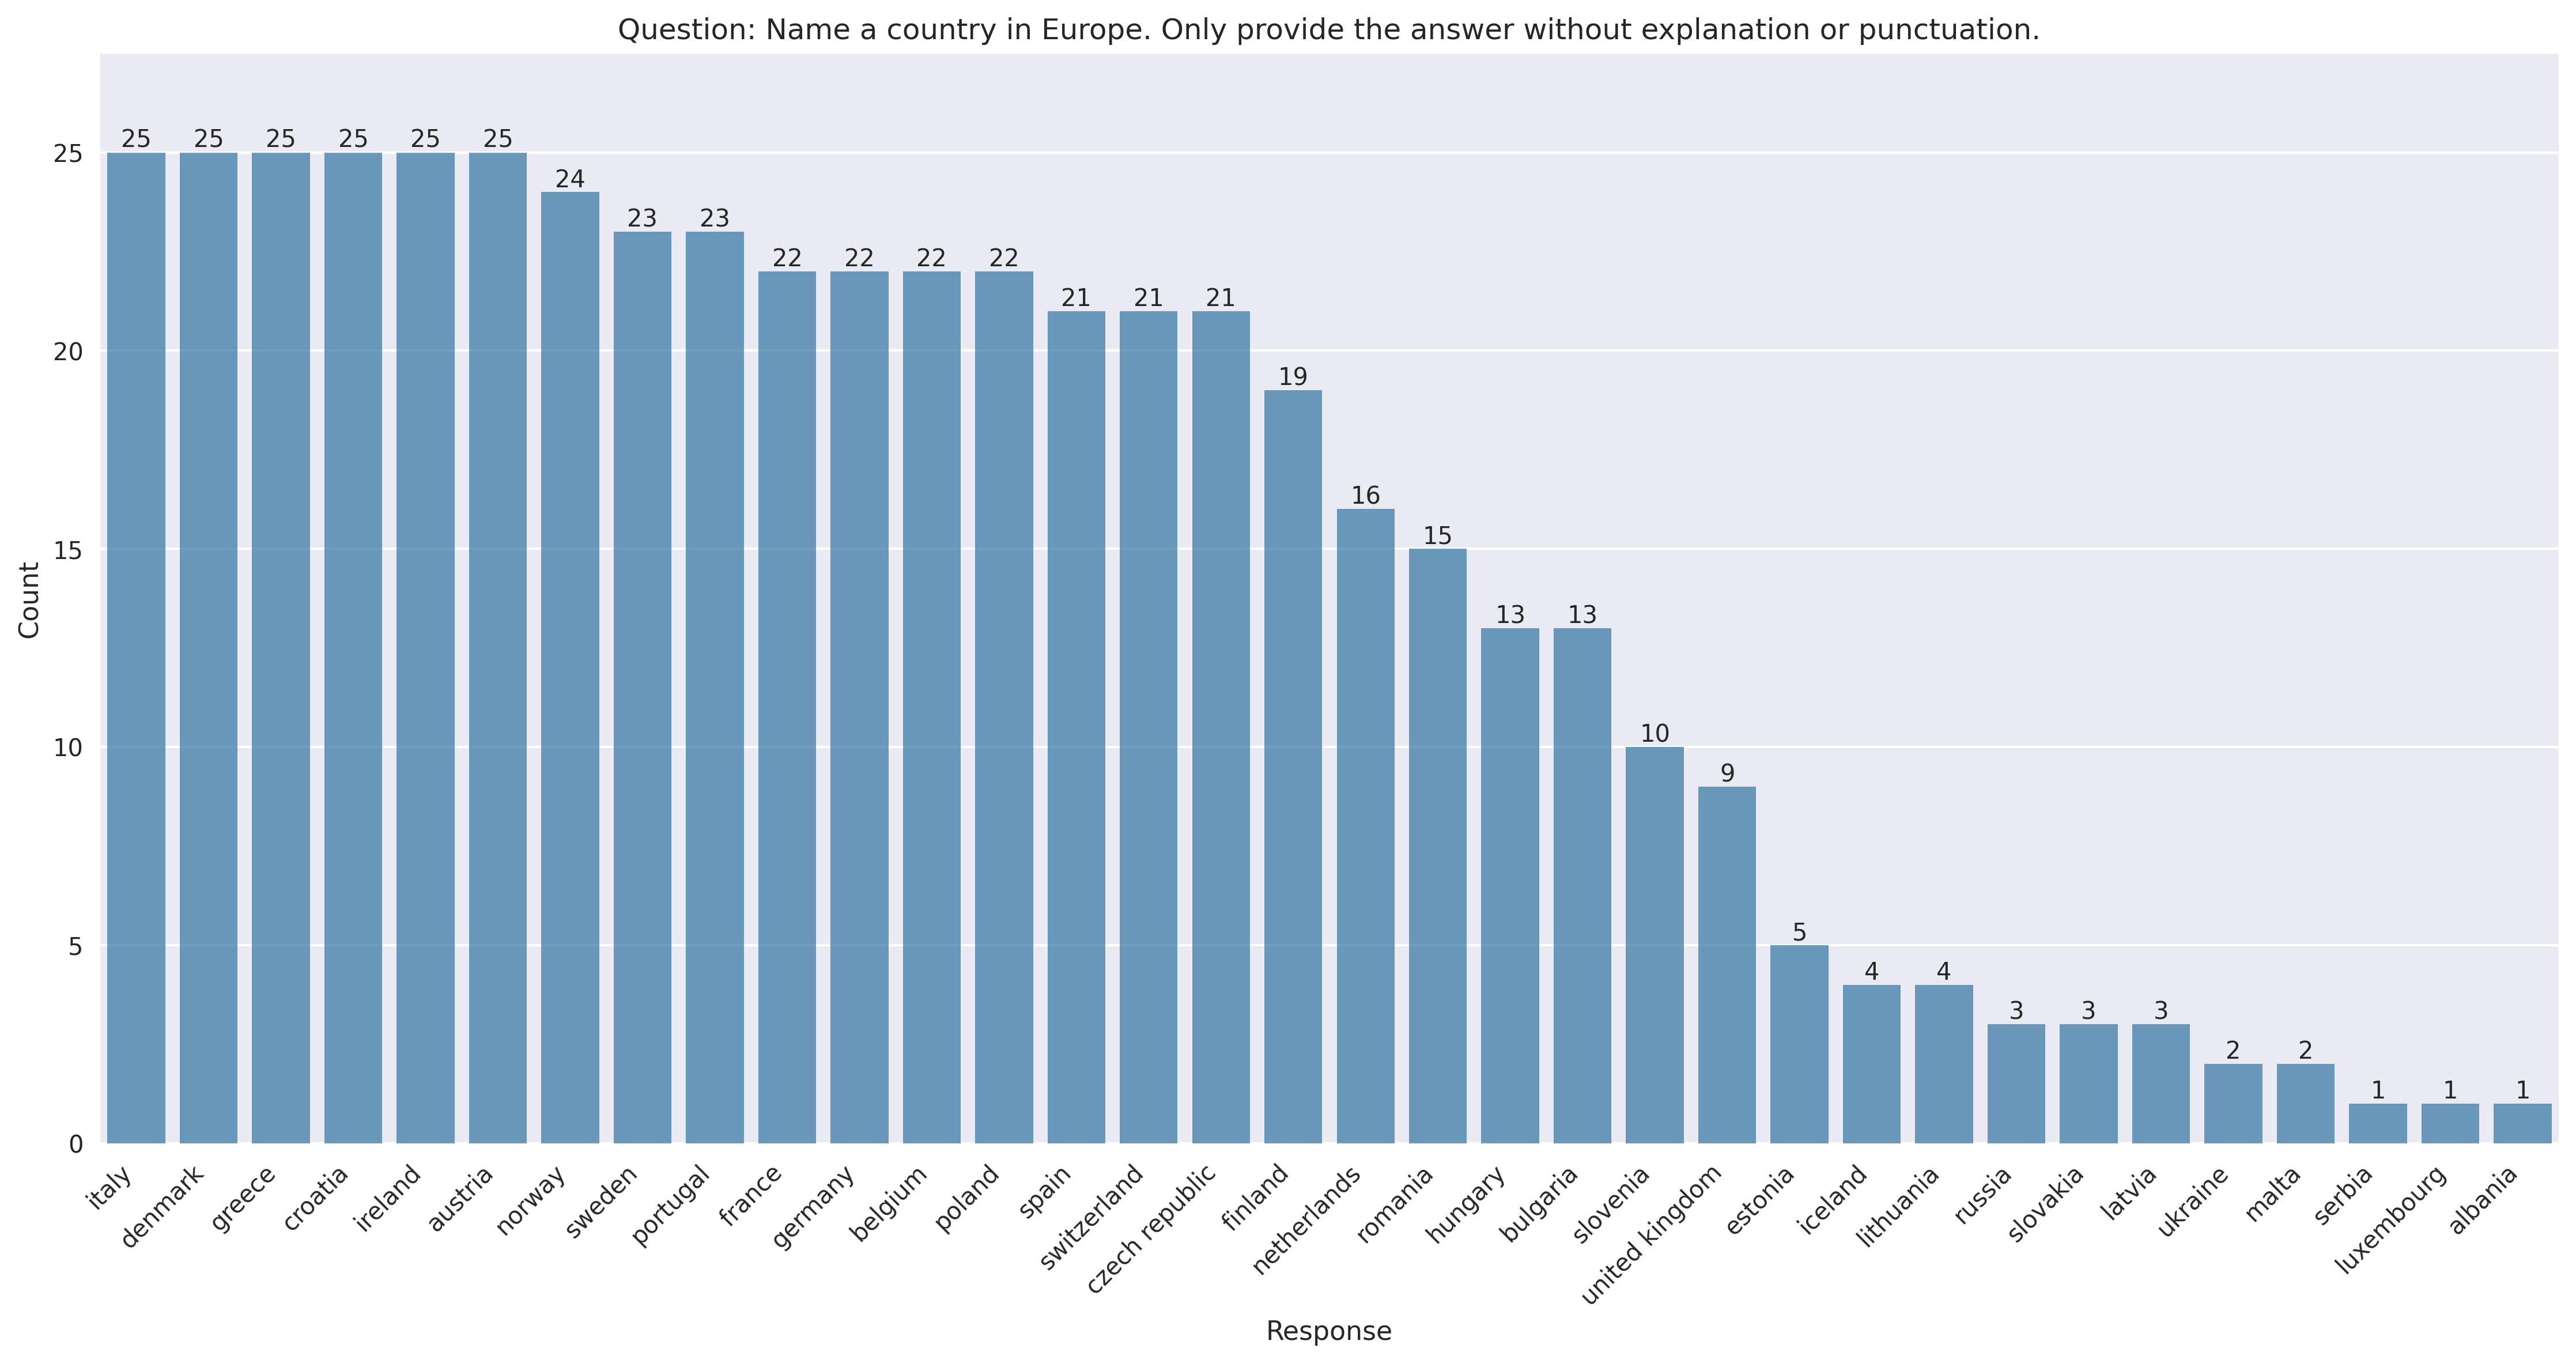 Question: Name a country in Europe. Only provide the answer without explanation or punctuation.
25 25 25 25 25 25 24 23 23 22 22 22 22 21 21 21 19 16 15 13 13 10 9 5 4 4 3 3 3 2 2 1 1 1
Count
25
20
15
10
5
0
italy
denmark
greece
croatia
ireland
austria
norway
sweden
portugal
france
germany
belgium
poland
spain
switzerland
czech republic
finland
netherlands
romania
hungary
bulgaria
slovenia
united kingdom
estonia
iceland
lithuania
russia
slovakia
latvia
ukraine
malta
serbia
luxembourg
albania
Response